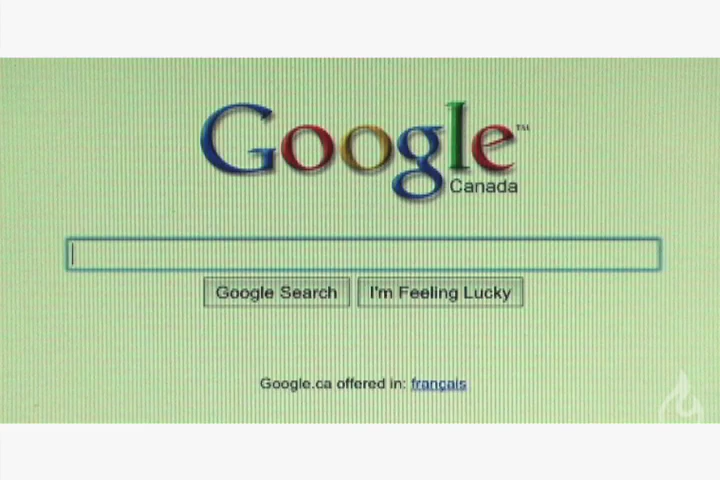 Google™
Canada
Google Search
I'm Feeling Lucky
Google.ca offered in: français